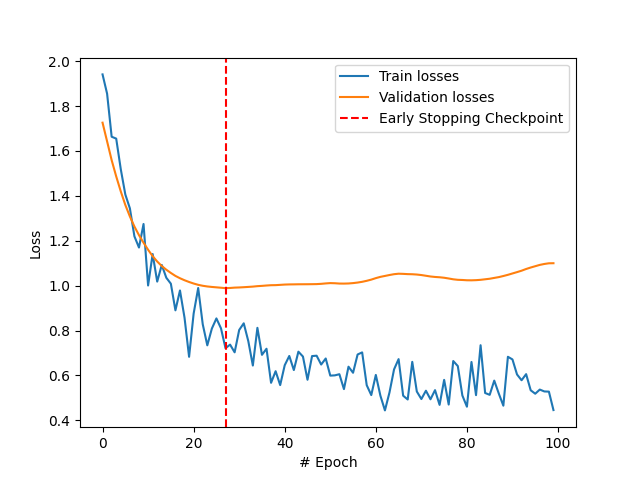 2.0
1.8
1.6
1.4
1.2
1.0
0.8
0.6
0.4
Loss
Train losses
Validation losses
Early Stopping Checkpoint
0 20 40 60 80 100
# Epoch